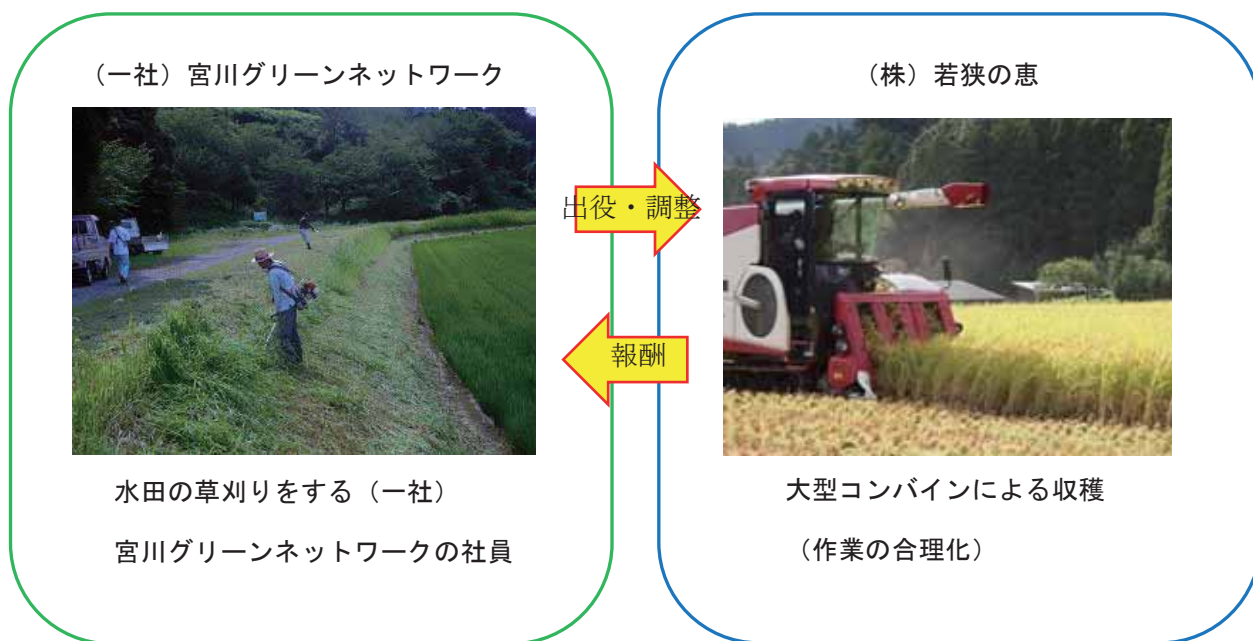 （一社）宮川グリーンネットワーク
（株）若狭の恵
出役・調整
報酬
水田の草刈りをする（一社）
宮川グリーンネットワークの社員
大型コンバインによる収穫
（作業の合理化）